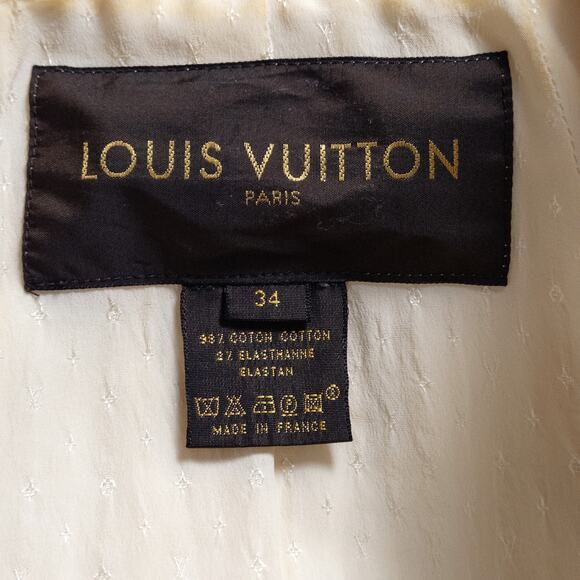 LOUIS VUITTON
PARIS
34
98% COTON COTTON
2% ELASTHANNE
ELASTAN
P ®
MADE IN FRANCE